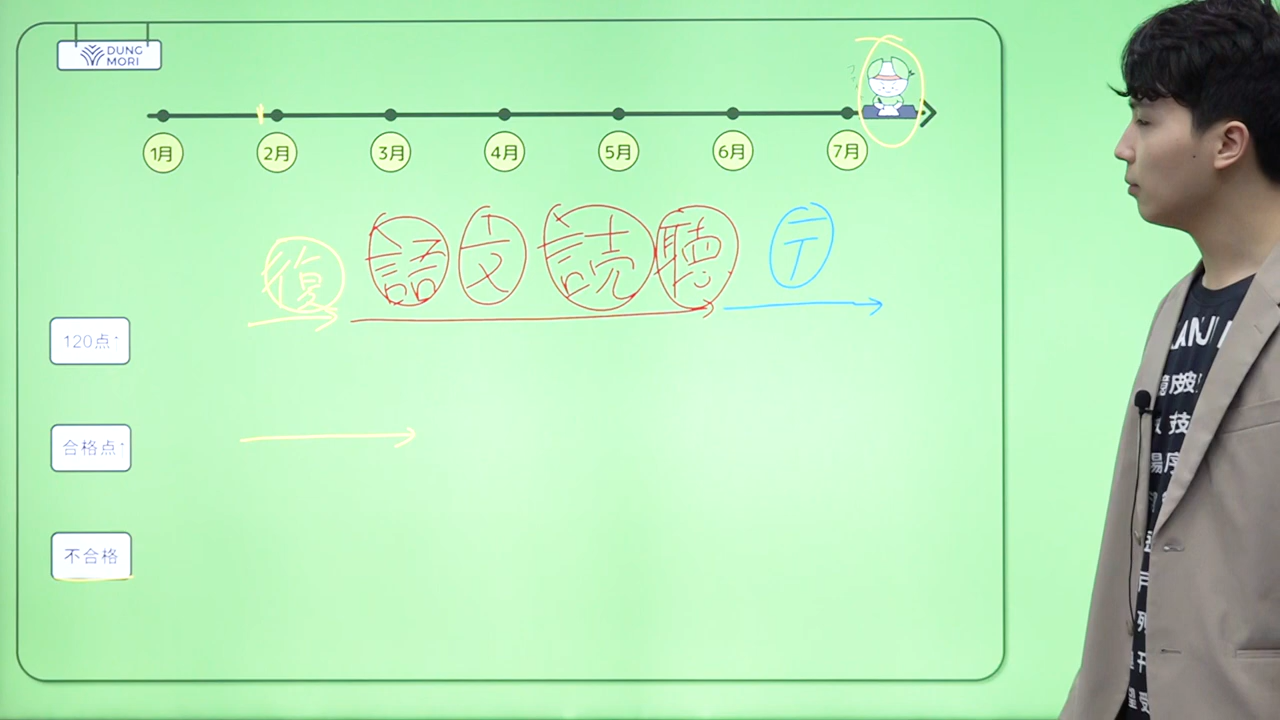 DUNG
MORI
1月 2月 3月 4月 5月 6月 7月
復 語 文 読 聴 テ
120点↑
合格点↑
不合格